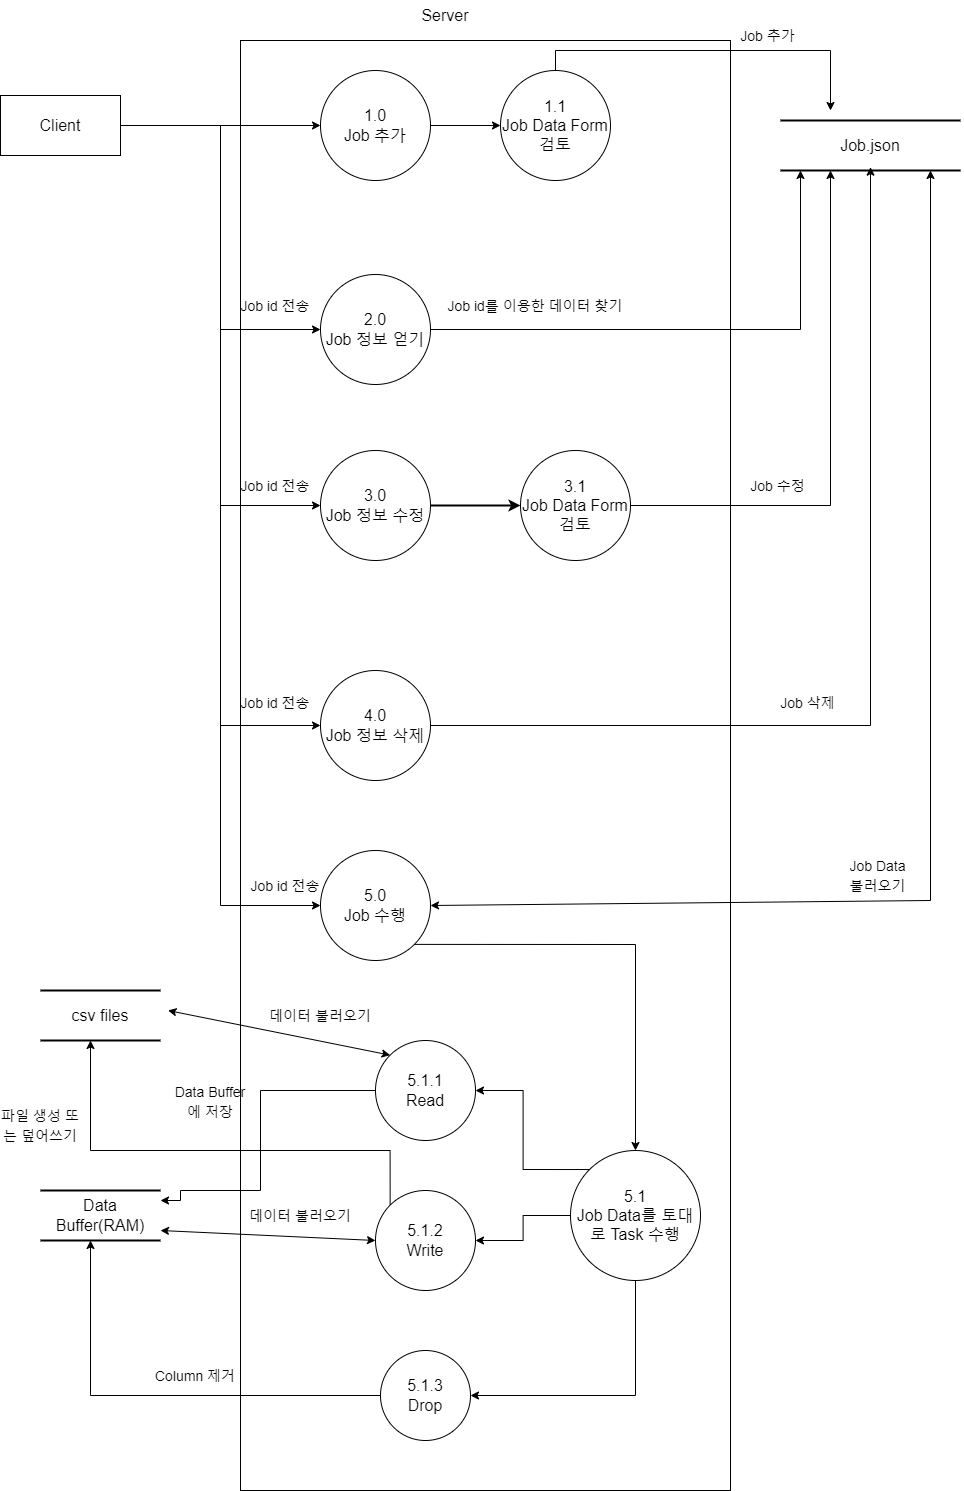 Server
Job 추가
Client
1.0
Job 추가
1.1
Job Data Form
검토
Job.json
Job id 전송
2.0
Job 정보 얻기
Job id를 이용한 데이터 찾기
Job id 전송
3.0
Job 정보 수정
3.1
Job Data Form
검토
Job 수정
Job id 전송
4.0
Job 정보 삭제
Job 삭제
Job id 전송
5.0
Job 수행
Job Data
불러오기
csv files
데이터 불러오기
5.1.1
Read
Data Buffer
에 저장
파일 생성 또
는 덮어쓰기
Data
Buffer(RAM)
데이터 불러오기
5.1.2
Write
5.1
Job Data를 토대
로 Task 수행
Column 제거
5.1.3
Drop